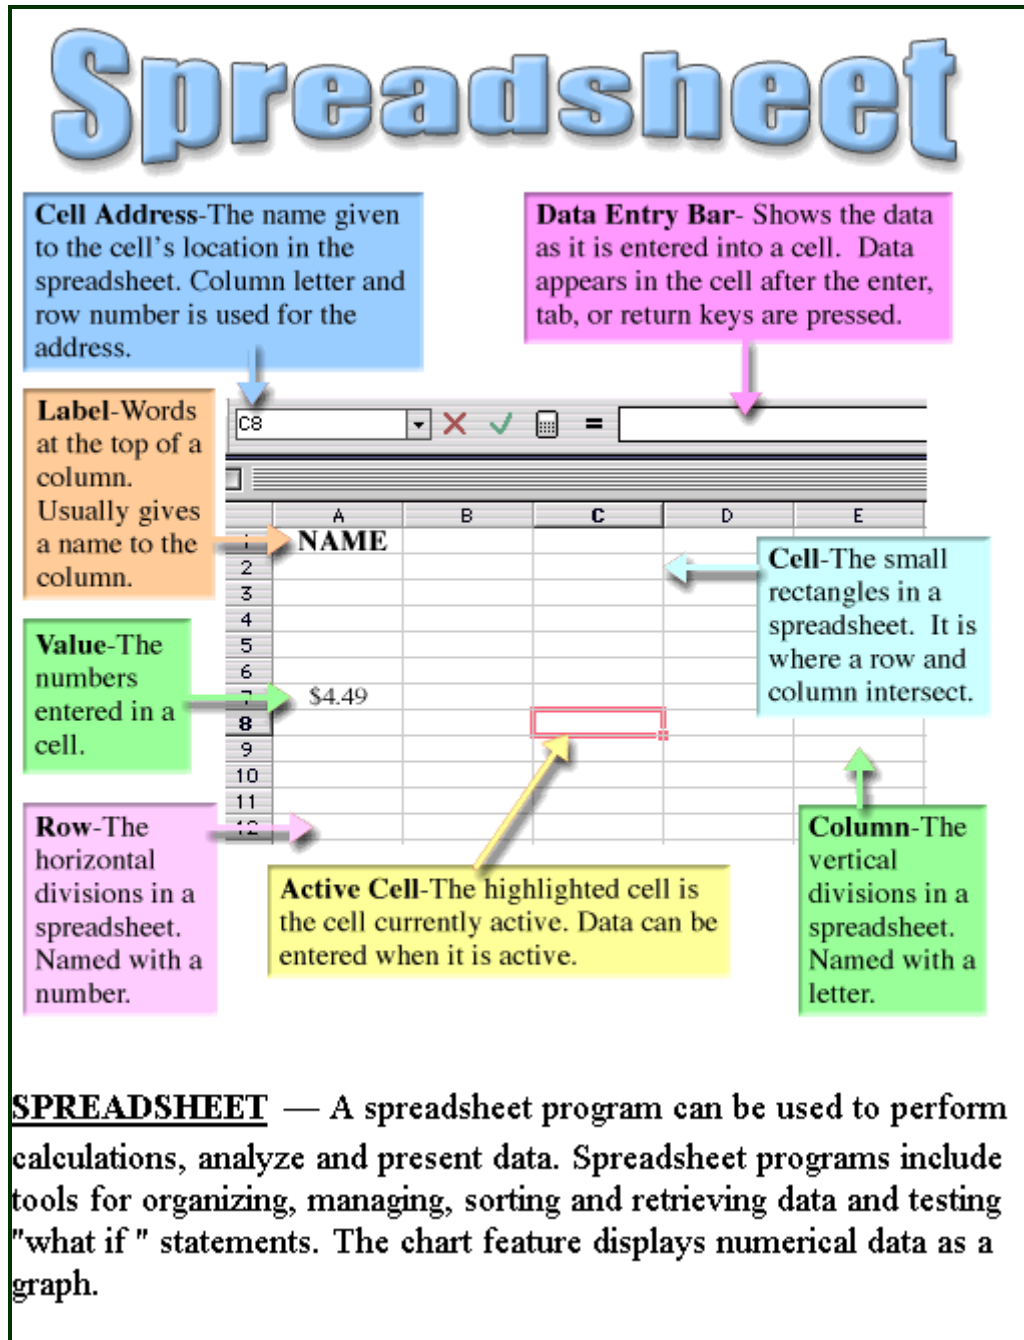 Spreadsheet
Cell Address-The name given
to the cell's location in the
spreadsheet. Column letter and
row number is used for the
address.
Data Entry Bar- Shows the data
as it is entered into a cell. Data
appears in the cell after the enter,
tab, or return keys are pressed.
Label-Words
at the top of a
column.
Usually gives
a name to the
column.
C8
=
A B C D E
1 NAME
2
3
4
5
6
7 $4.49
8
9
10
11
12
Cell-The small
rectangles in a
spreadsheet. It is
where a row and
column intersect.
Value-The
numbers
entered in a
cell.
Row-The
horizontal
divisions in a
spreadsheet.
Named with a
number.
Active Cell-The highlighted cell is
the cell currently active. Data can be
entered when it is active.
Column-The
vertical
divisions in a
spreadsheet.
Named with a
letter.
SPREADSHEET — A spreadsheet program can be used to perform
calculations, analyze and present data. Spreadsheet programs include
tools for organizing, managing, sorting and retrieving data and testing
"what if " statements. The chart feature displays numerical data as a
graph.